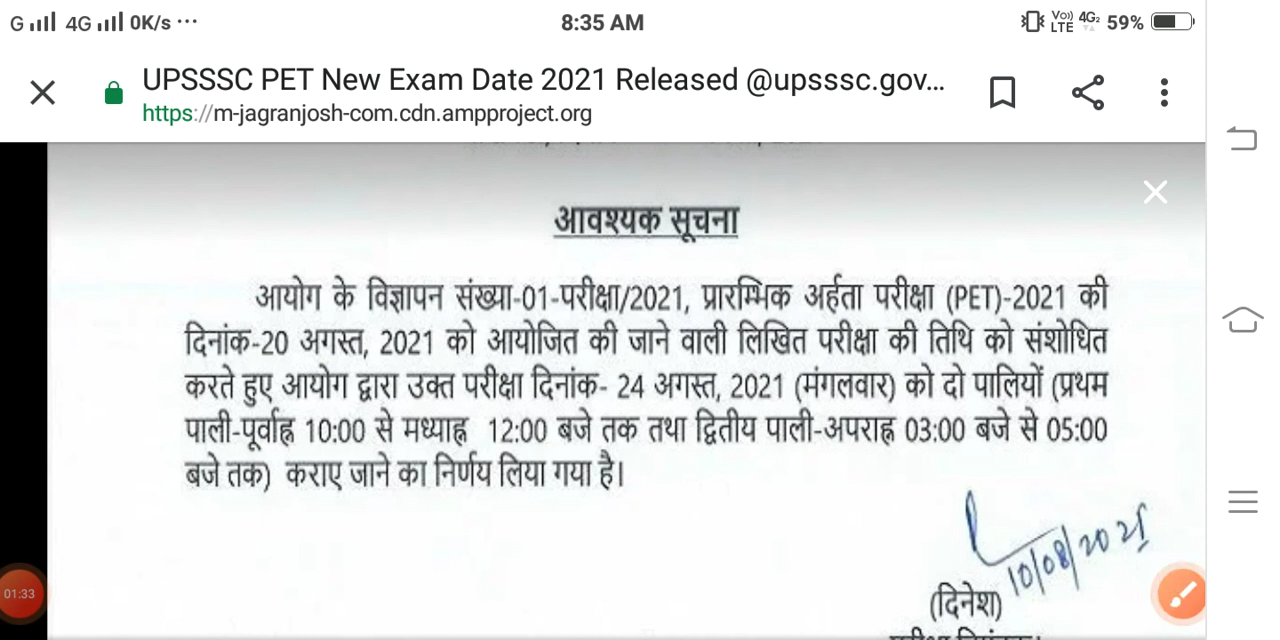 G 4G 0K/s ··· 8:35 AM Vo)) LTE 4G2 59%
UPSSSC PET New Exam Date 2021 Released @upsssc.gov...
https://m-jagranjosh-com.cdn.ampproject.org
आवश्यक सूचना
आयोग के विज्ञापन संख्या-01-परीक्षा/2021, प्रारम्भिक अर्हता परीक्षा (PET)-2021 की
दिनांक-20 अगस्त, 2021 को आयोजित की जाने वाली लिखित परीक्षा की तिथि को संशोधित
करते हुए आयोग द्वारा उक्त परीक्षा दिनांक- 24 अगस्त, 2021 (मंगलवार) को दो पालियों (प्रथम
पाली-पूर्वाह्न 10:00 से मध्याह्न 12:00 बजे तक तथा द्वितीय पाली-अपराह्न 03:00 बजे से 05:00
बजे तक) कराए जाने का निर्णय लिया गया है।
10/08/2021
(दिनेश)
01:33